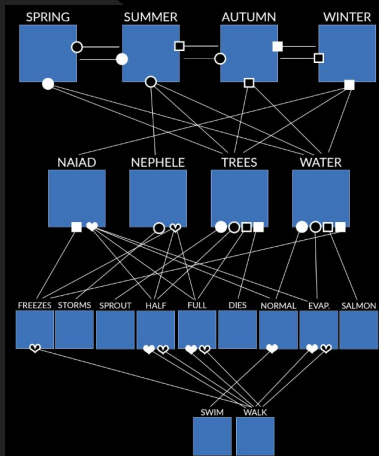 SPRING SUMMER AUTUMN WINTER
NAIAD NEPHELE TREES WATER
FREEZES STORMS SPROUT HALF FULL DIES NORMAL EVAP. SALMON
SWIM WALK